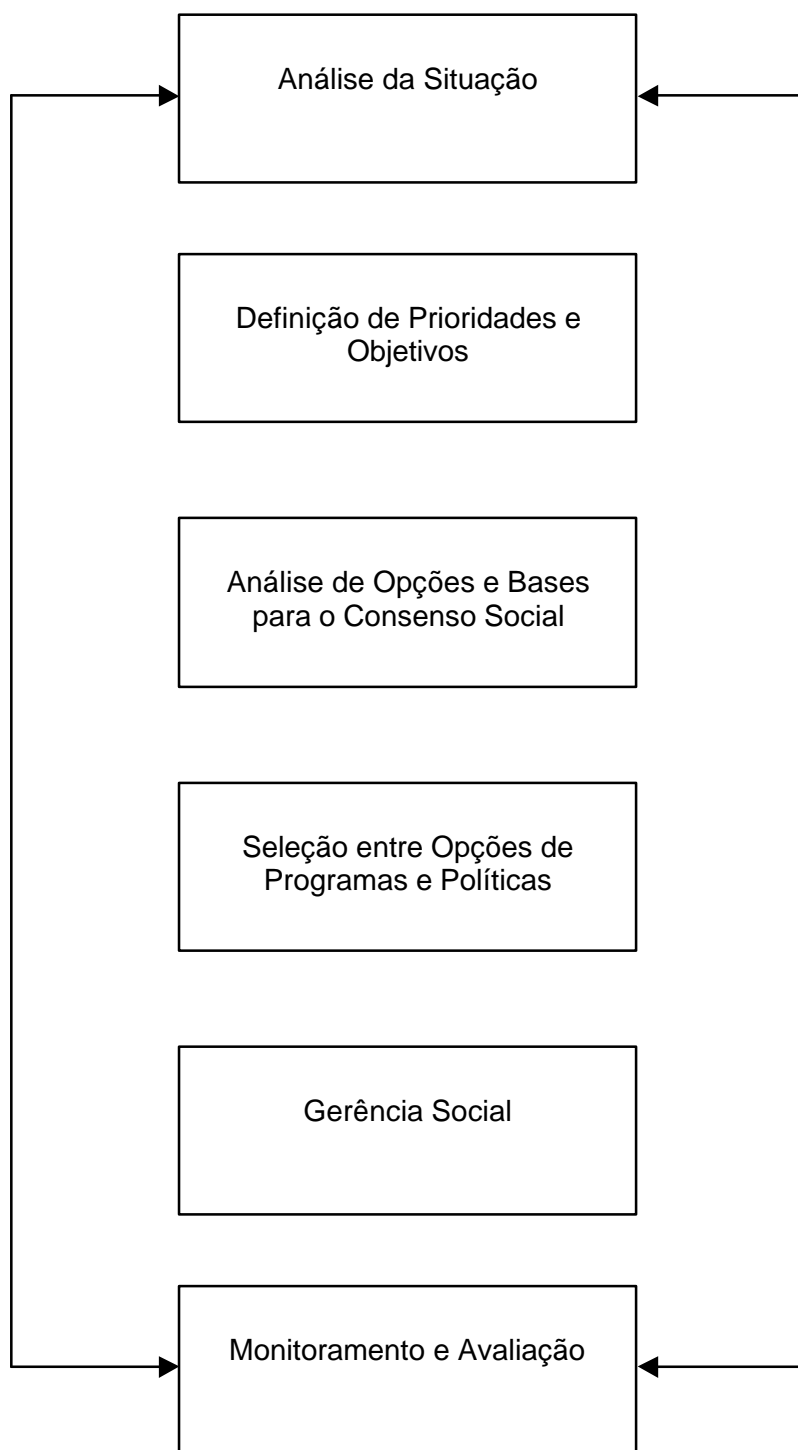 Análise da Situação
Definição de Prioridades e
Objetivos
Análise de Opções e Bases
para o Consenso Social
Seleção entre Opções de
Programas e Políticas
Gerência Social
Monitoramento e Avaliação